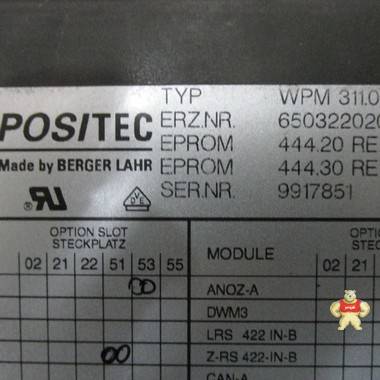 TYP WPM 311.0
POSITEC ERZ.NR. 650322020
EPROM 444.20 RE
Made by BERGER LAHR EPROM 444.30 RE
SER.NR. 9917851
OPTION SLOT
STECKPLATZ
02 21 22 51 53 55
MODULE
02 21
ANOZ-A
DWM3
LRS 422 IN-B
Z-RS 422-IN-B
CAN-A